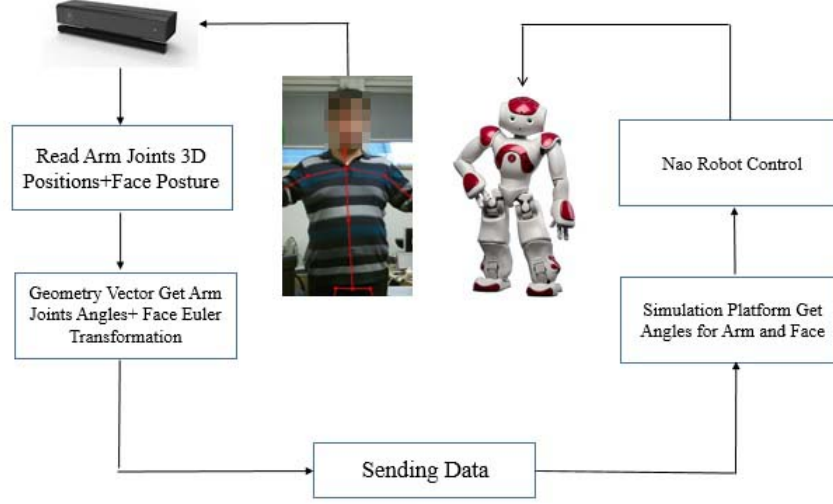 Read Arm Joints 3D
Positions+Face Posture
Geometry Vector Get Arm
Joints Angles+ Face Euler
Transformation
Sending Data
Simulation Platform Get
Angles for Arm and Face
Nao Robot Control